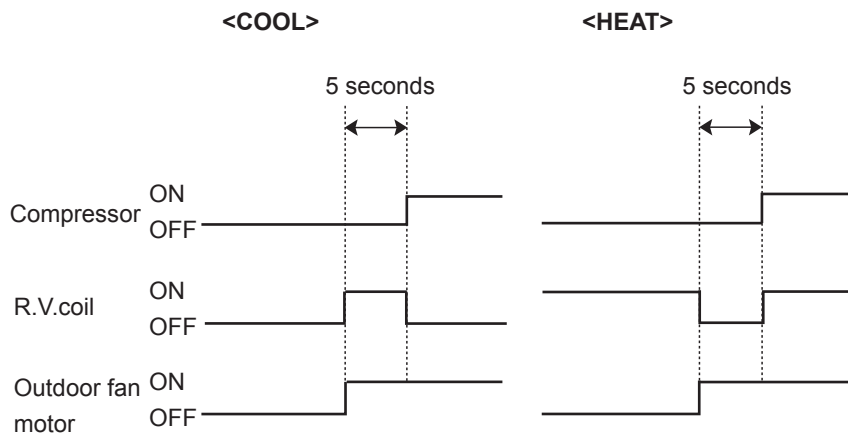 <COOL> <HEAT>
5 seconds 5 seconds
Compressor ON
OFF
R.V.coil ON
OFF
Outdoor fan motor ON
OFF